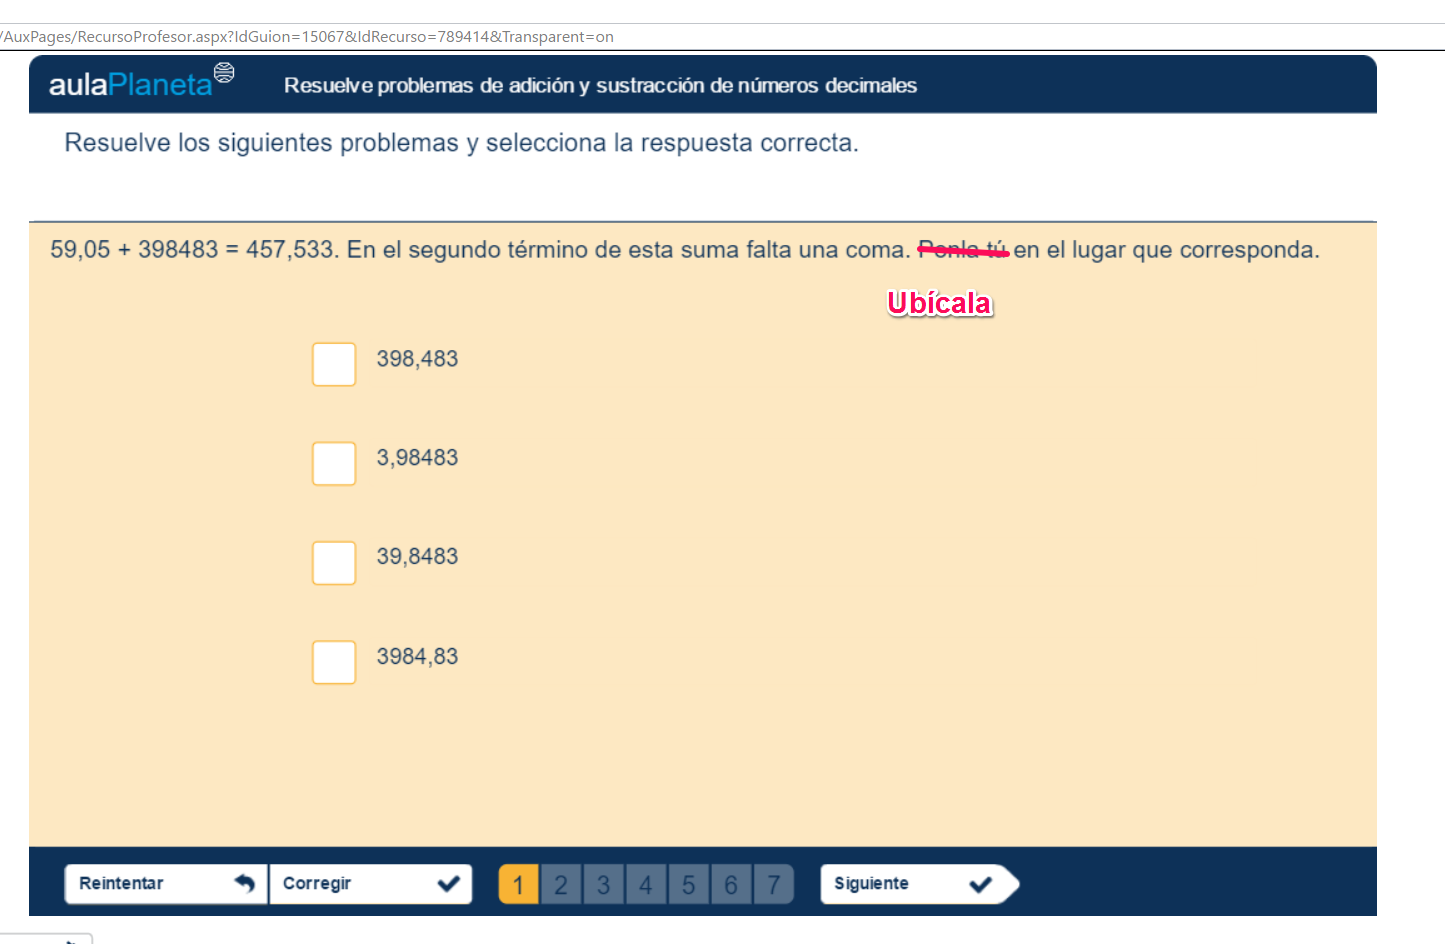 /AuxPages/RecursoProfesor.aspx?IdGuion=15067&IdRecurso=789414&Transparent=on
aulaPlaneta Resuelve problemas de adición y sustracción de números decimales
Resuelve los siguientes problemas y selecciona la respuesta correcta.
59,05 + 398483 = 457,533. En el segundo término de esta suma falta una coma. Ponla tú en el lugar que corresponda.
Ubícala
398,483
3,98483
39,8483
3984,83
Reintentar Corregir 1 2 3 4 5 6 7 Siguiente